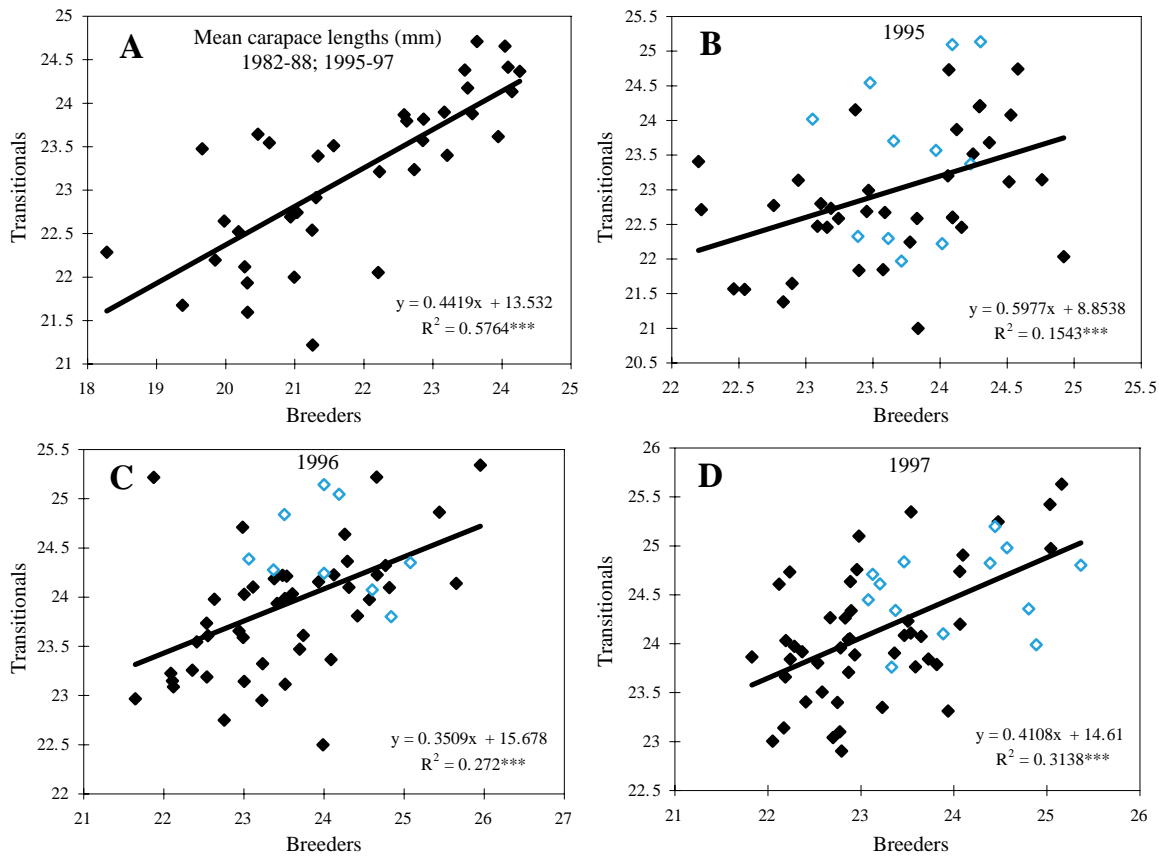 A
Mean carapace lengths (mm)
1982-88; 1995-97
25
24.5
24
23.5
23
22.5
22
21.5
21
Transitionals
y = 0.4419x + 13.532
R² = 0.5764***
18 19 20 21 22 23 24 25
Breeders
B
1995
25.5
25
24.5
24
23.5
23
22.5
22
21.5
21
20.5
Transitionals
y = 0.5977x + 8.8538
R² = 0.1543***
22 22.5 23 23.5 24 24.5 25 25.5
Breeders
C
1996
25.5
25
24.5
24
23.5
23
22.5
22
Transitionals
y = 0.3509x + 15.678
R² = 0.272***
21 22 23 24 25 26 27
Breeders
D
1997
26
25.5
25
24.5
24
23.5
23
22.5
Transitionals
y = 0.4108x + 14.61
R² = 0.3138***
21 22 23 24 25 26
Breeders